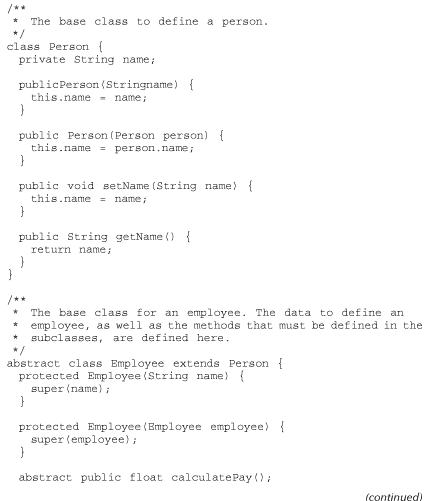 /**
 *  The base class to define a person.
 */
class Person {
  private String name;

  publicPerson(Stringname) {
    this.name = name;
  }

  public Person(Person person) {
    this.name = person.name;
  }

  public void setName(String name) {
    this.name = name;
  }

  public String getName() {
    return name;
  }
}

/**
 *  The base class for an employee. The data to define an
 *  employee, as well as the methods that must be defined in the
 *  subclasses, are defined here.
 */
abstract class Employee extends Person {
  protected Employee(String name) {
    super(name);
  }

  protected Employee(Employee employee) {
    super(employee);
  }

  abstract public float calculatePay();

(continued)